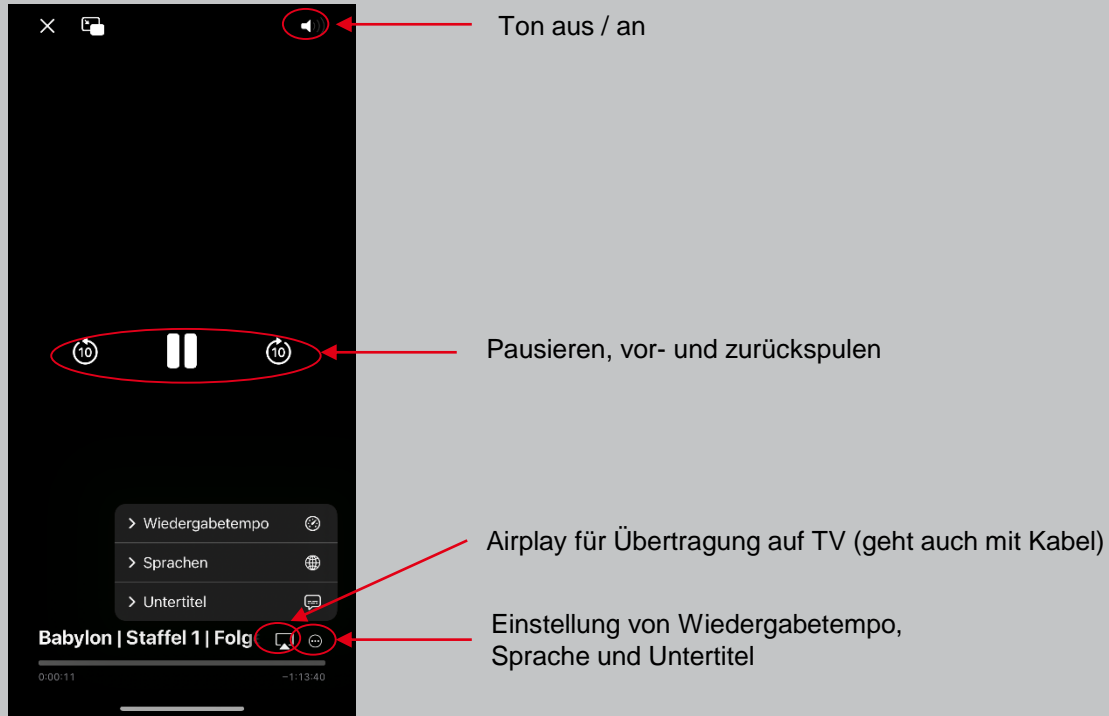 Ton aus / an
10
10
Pausieren, vor- und zurückspulen
Wiedergabetempo
Sprachen
Untertitel
Airplay für Übertragung auf TV (geht auch mit Kabel)
Babylon | Staffel 1 | Folg
Einstellung von Wiedergabetempo,
Sprache und Untertitel
0:00:11
−1:13:40